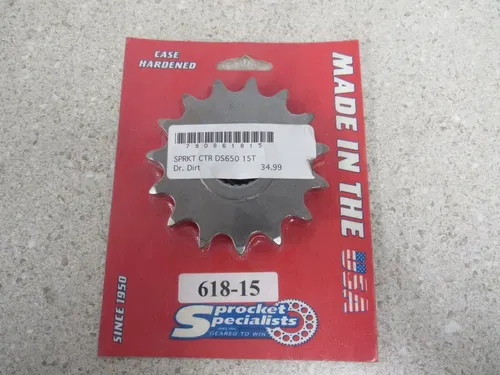 CASE
HARDENED
MADE IN THE
USA
790861815
SPRKT CTR DS650 15T
Dr. Dirt 34.99
618-15
SINCE 1950
Sprocket
Specialists
GEARED TO WIN